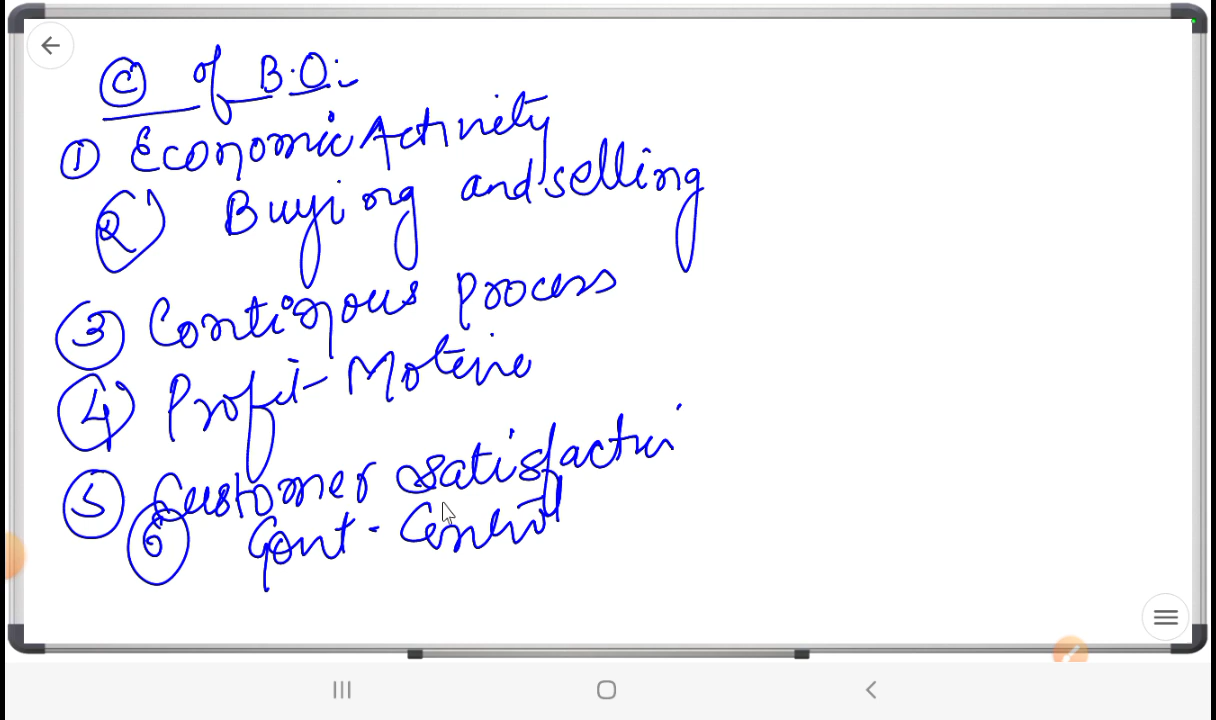 Ⓒ of B.O:-
① Economic Activity
② Buying and selling
③ Continous Process
④ Profit-Motive
⑤ Customer satisfaction
⑥ Govt. Control